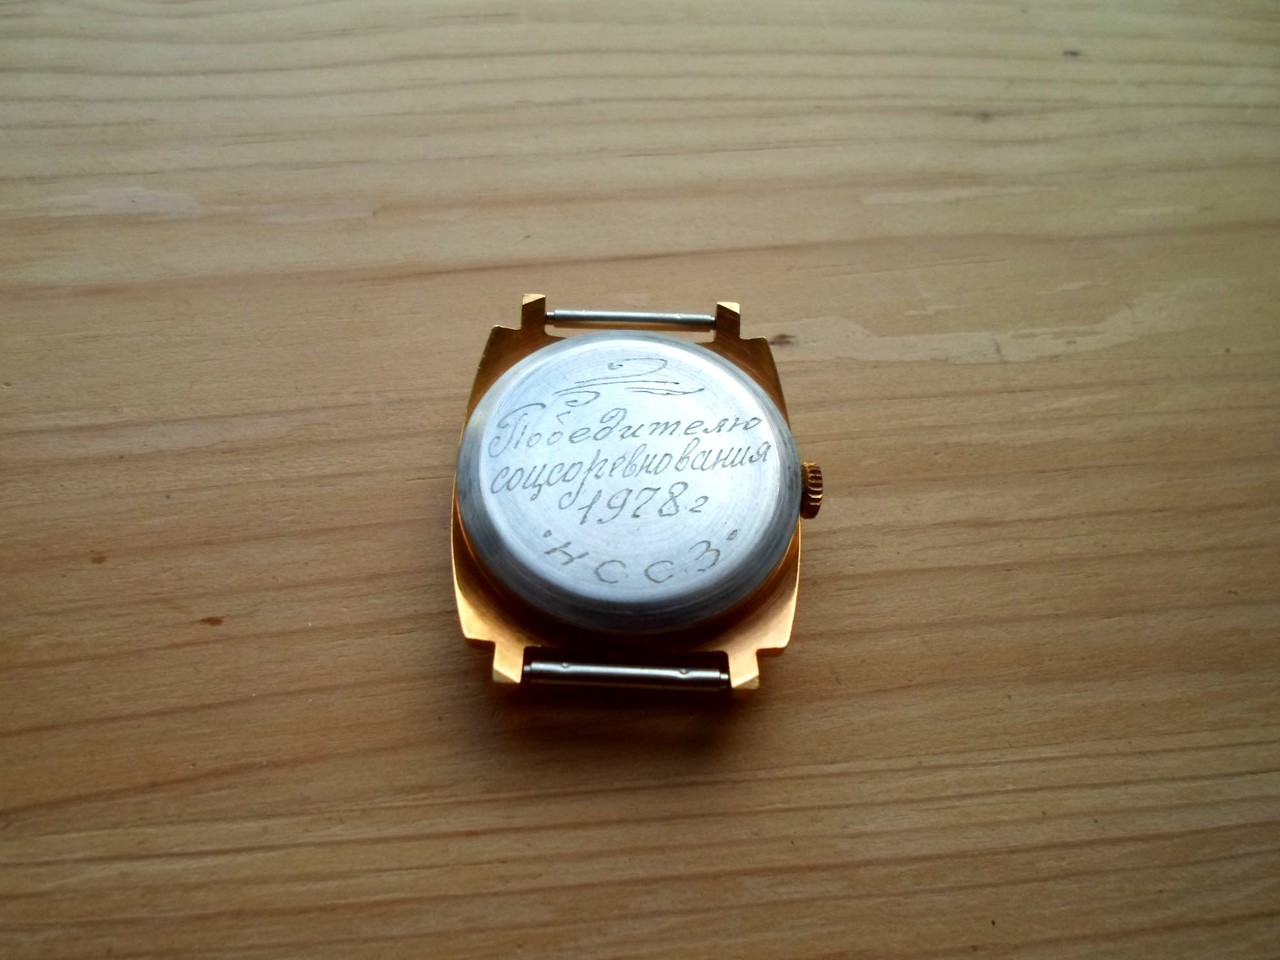 Победителю
соцсоревнования
1978г
НССЗ